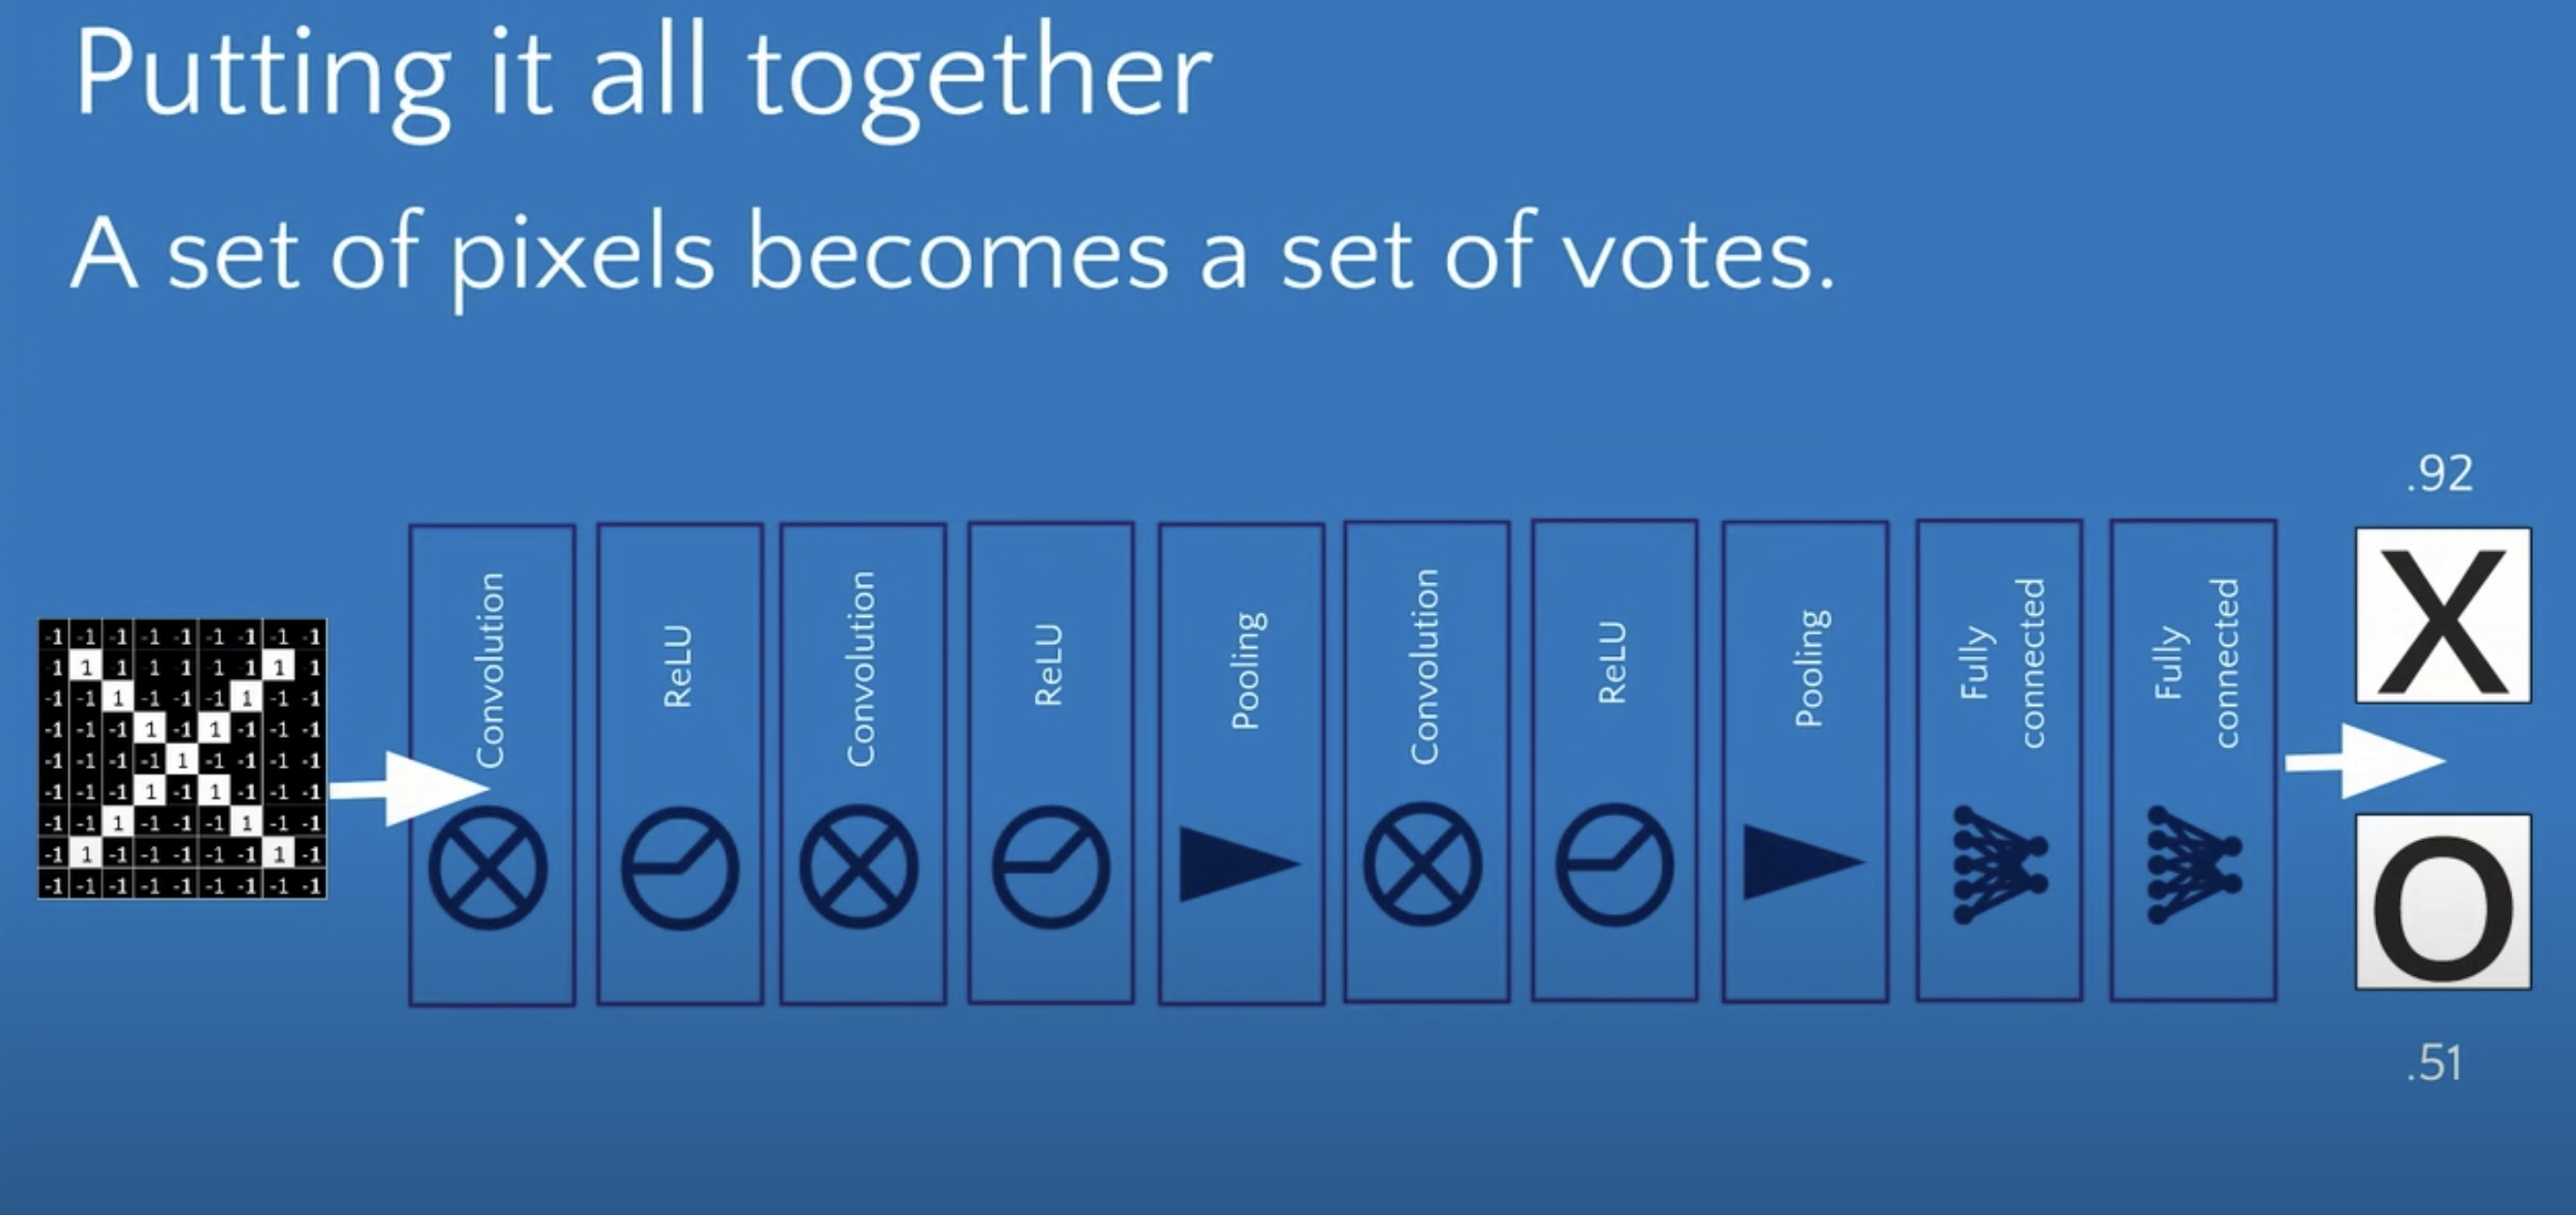 Putting it all together
A set of pixels becomes a set of votes.
-1 -1 -1 -1 -1 -1 -1 -1 -1
-1 1 -1 -1 -1 -1 -1 1 -1
-1 -1 1 -1 -1 -1 1 -1 -1
-1 -1 -1 1 -1 1 -1 -1 -1
-1 -1 -1 -1 1 -1 -1 -1 -1
-1 -1 -1 1 -1 1 -1 -1 -1
-1 -1 1 -1 -1 -1 1 -1 -1
-1 1 -1 -1 -1 -1 -1 1 -1
-1 -1 -1 -1 -1 -1 -1 -1 -1
Convolution
ReLU
Convolution
ReLU
Pooling
Convolution
ReLU
Pooling
Fully
connected
Fully
connected
.92
X
O
.51